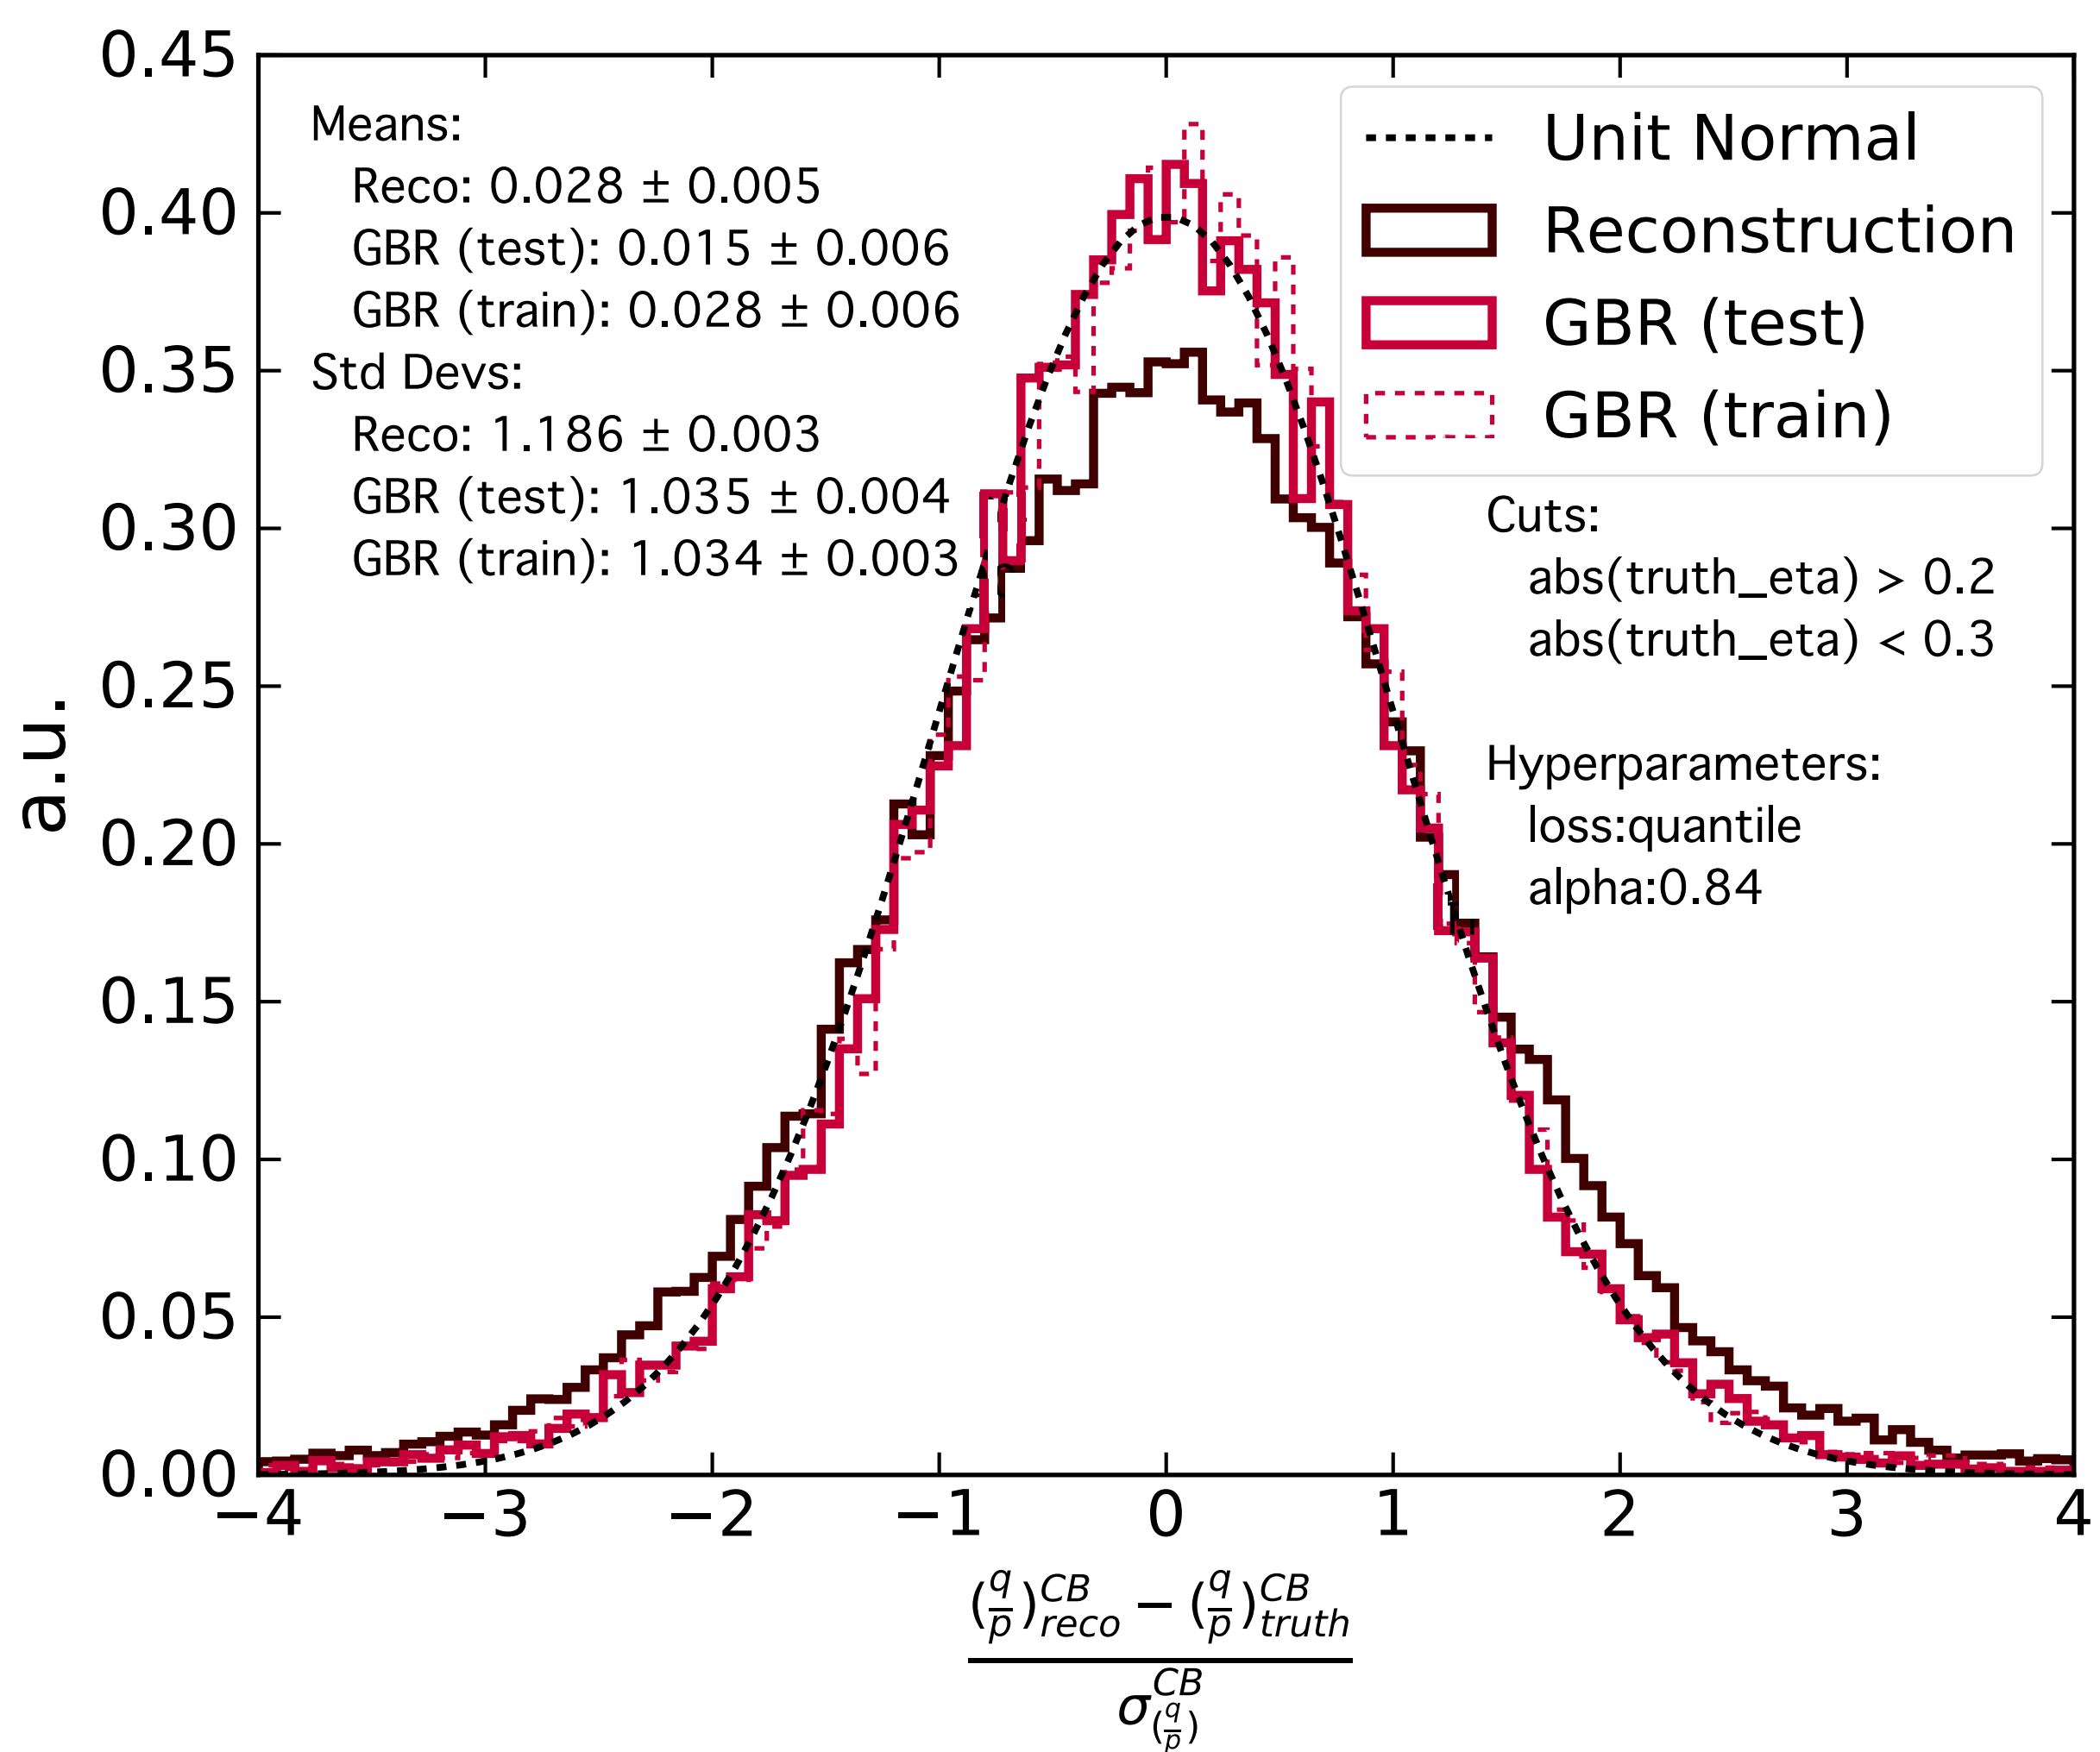 a.u.
0.45
0.40
0.35
0.30
0.25
0.20
0.15
0.10
0.05
0.00
Means:
Reco: 0.028 ± 0.005
GBR (test): 0.015 ± 0.006
GBR (train): 0.028 ± 0.006
Std Devs:
Reco: 1.186 ± 0.003
GBR (test): 1.035 ± 0.004
GBR (train): 1.034 ± 0.003
Unit Normal
Reconstruction
GBR (test)
GBR (train)
Cuts:
abs(truth_eta) > 0.2
abs(truth_eta) < 0.3
Hyperparameters:
loss:quantile
alpha:0.84
−4 −3 −2 −1 0 1 2 3 4
(q/p)^CB_reco − (q/p)^CB_truth
σ^CB_(q/p)